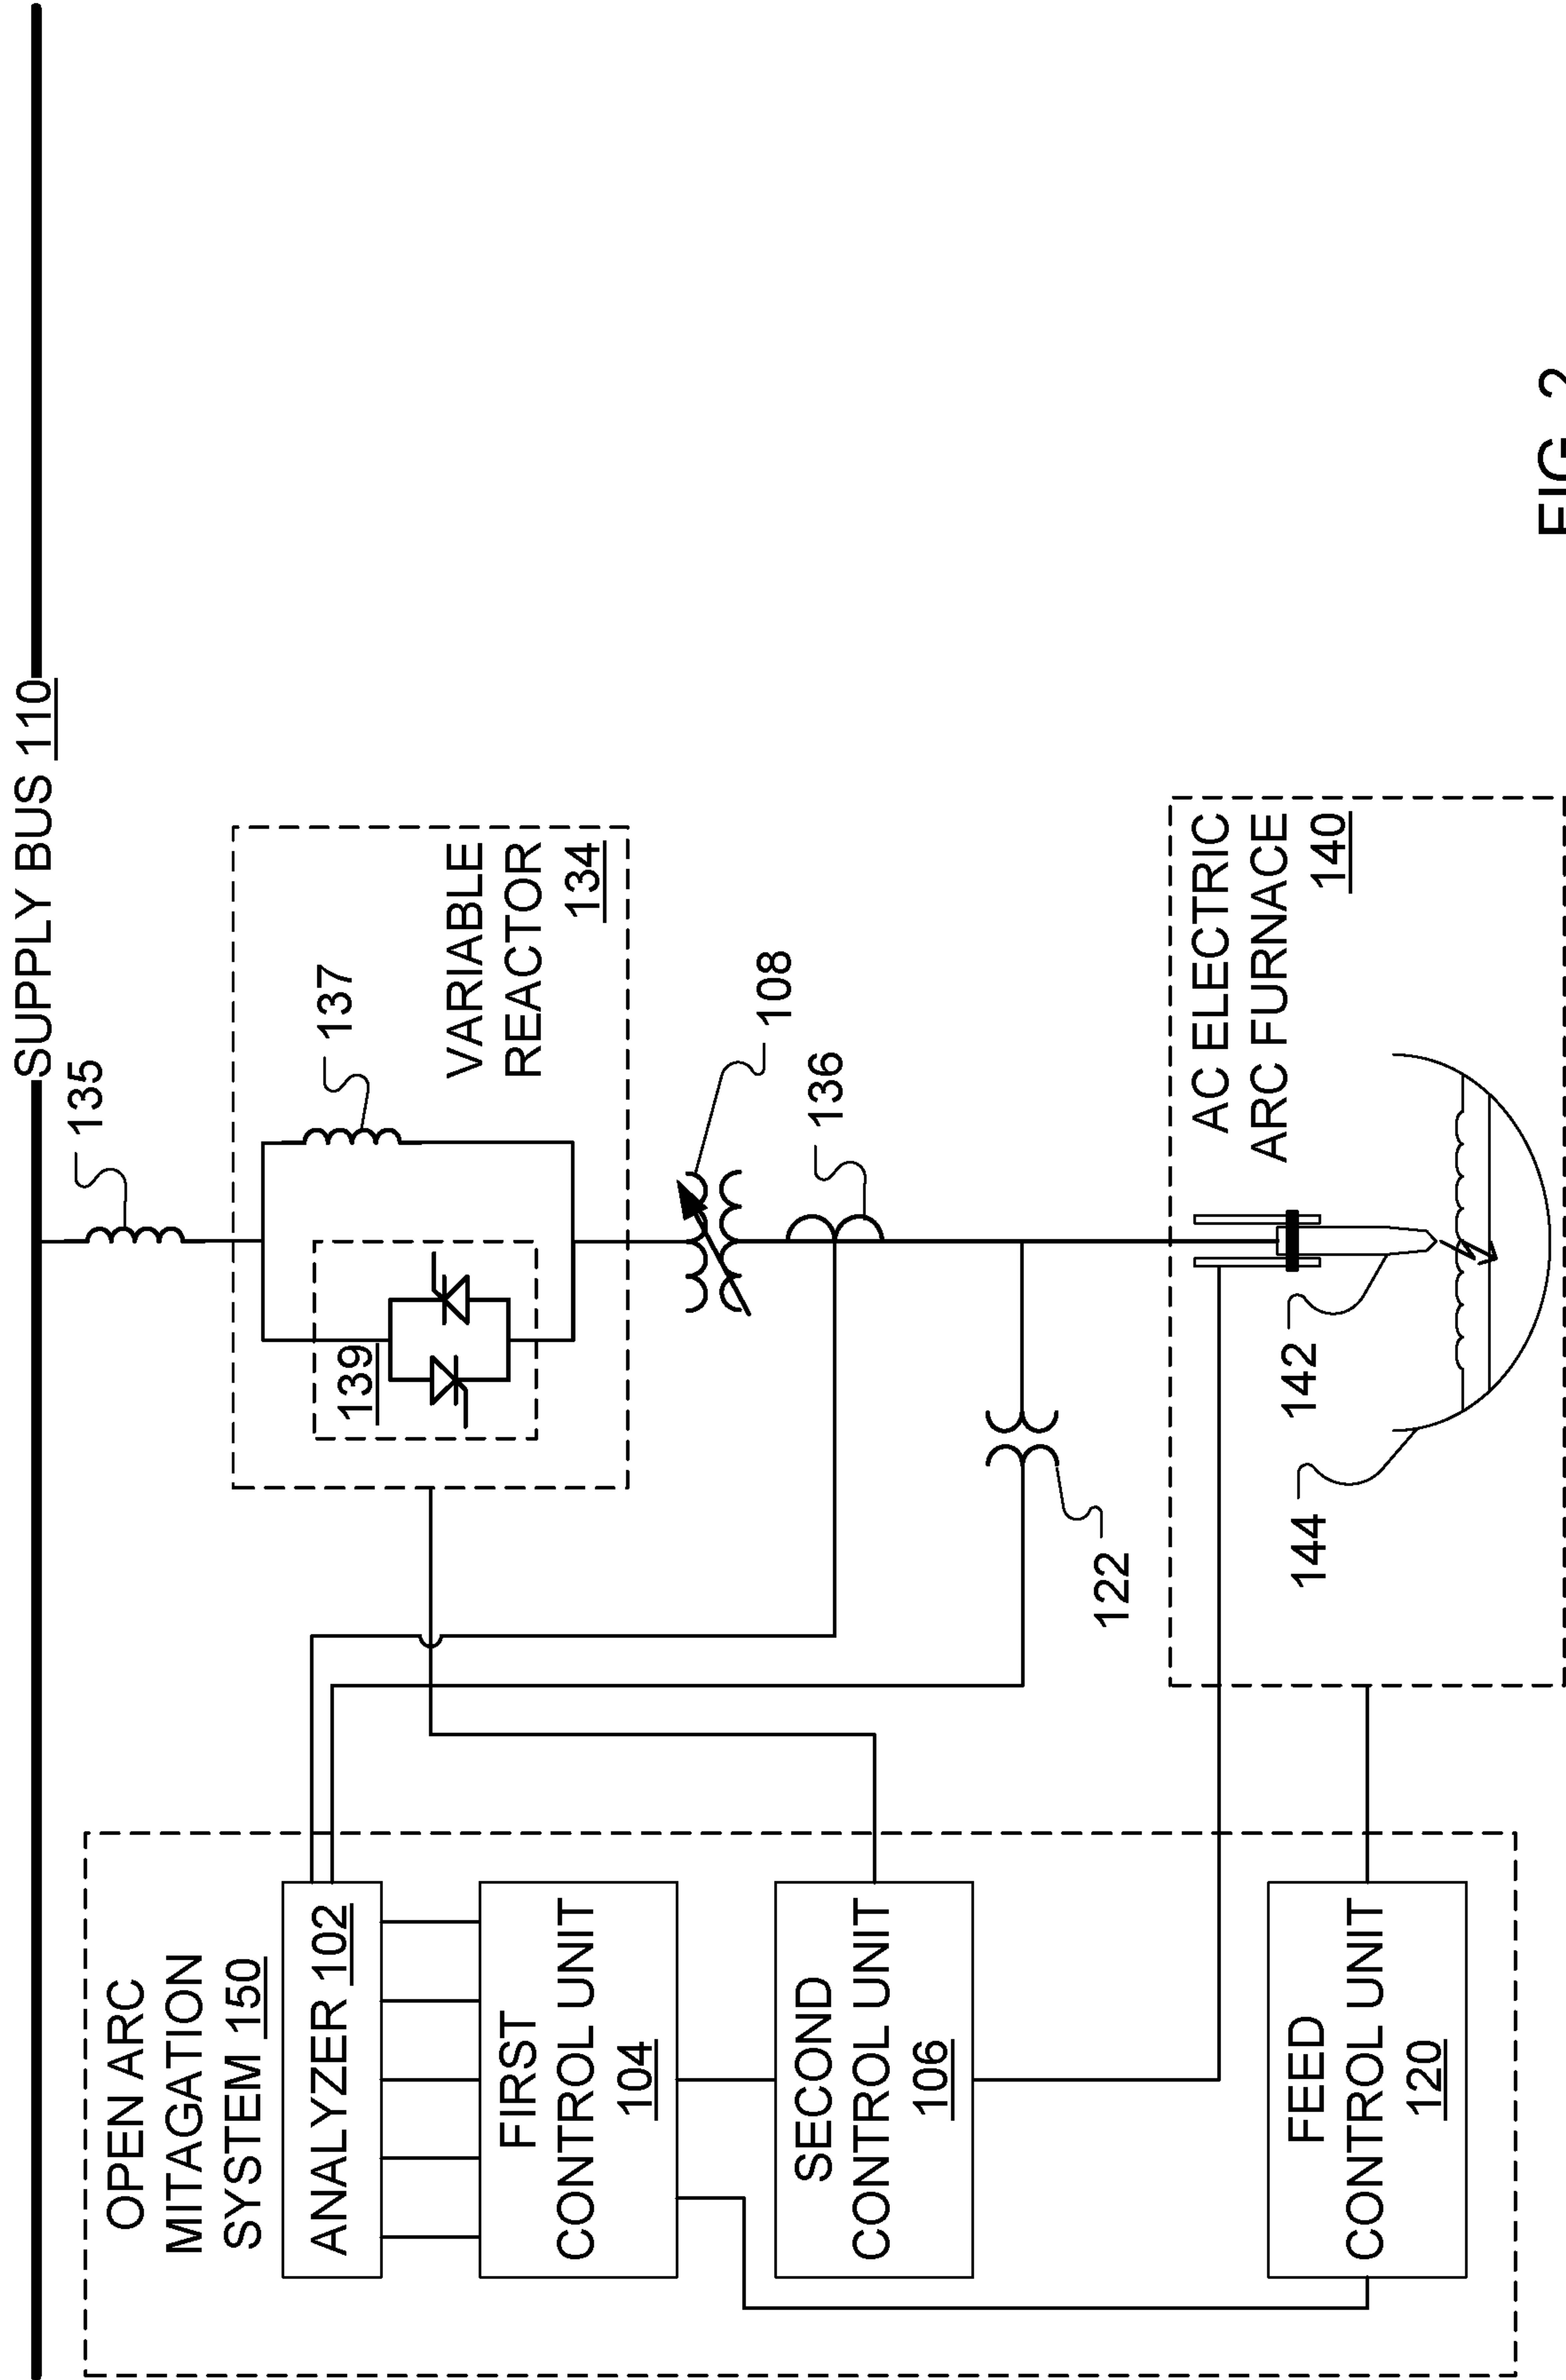 SUPPLY BUS 110
135
OPEN ARC
MITAGATION
SYSTEM 150
ANALYZER 102
FIRST
CONTROL UNIT
104
SECOND
CONTROL UNIT
106
FEED
CONTROL UNIT
120
139
137
VARIABLE
REACTOR
134
108
136
122
AC ELECTRIC
ARC FURNACE
140
142
144
FIG. 2